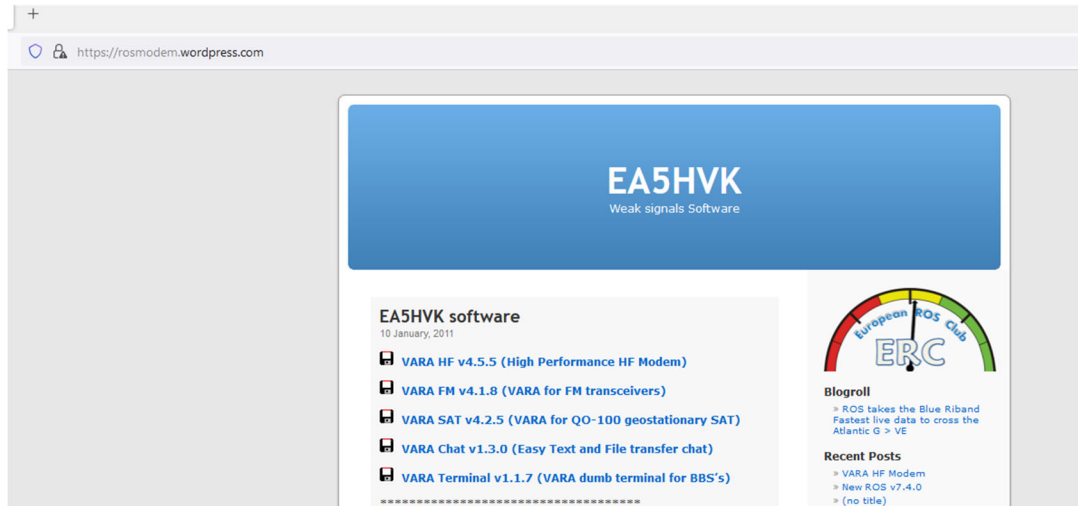 https://rosmodem.wordpress.com
EA5HVK
Weak signals Software
EA5HVK software
10 January, 2011
VARA HF v4.5.5 (High Performance HF Modem)
VARA FM v4.1.8 (VARA for FM transceivers)
VARA SAT v4.2.5 (VARA for QO-100 geostationary SAT)
VARA Chat v1.3.0 (Easy Text and File transfer chat)
VARA Terminal v1.1.7 (VARA dumb terminal for BBS's)
************************************
European ROS Club
ERC
Blogroll
» ROS takes the Blue Riband
Fastest live data to cross the
Atlantic G > VE
Recent Posts
» VARA HF Modem
» New ROS v7.4.0
» (no title)